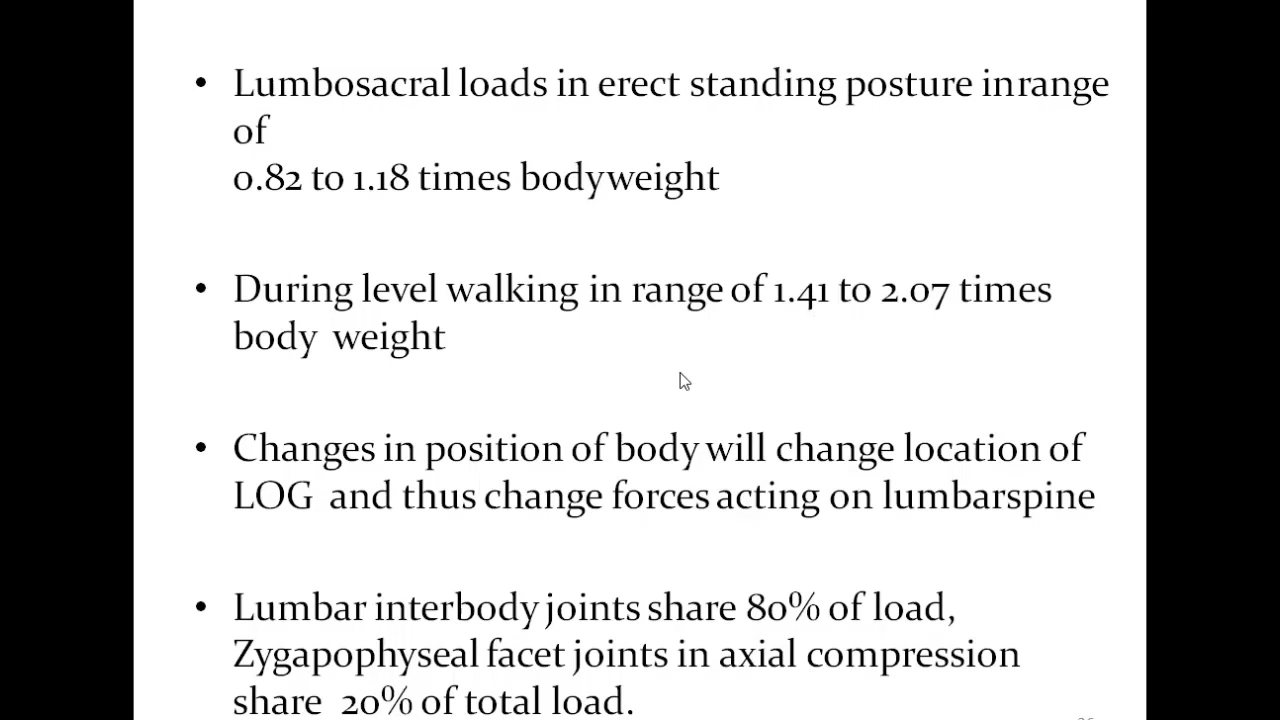 • Lumbosacral loads in erect standing posture inrange
of
0.82 to 1.18 times bodyweight
• During level walking in range of 1.41 to 2.07 times
body weight
• Changes in position of body will change location of
LOG and thus change forces acting on lumbarspine
• Lumbar interbody joints share 80% of load,
Zygapophyseal facet joints in axial compression
share 20% of total load.